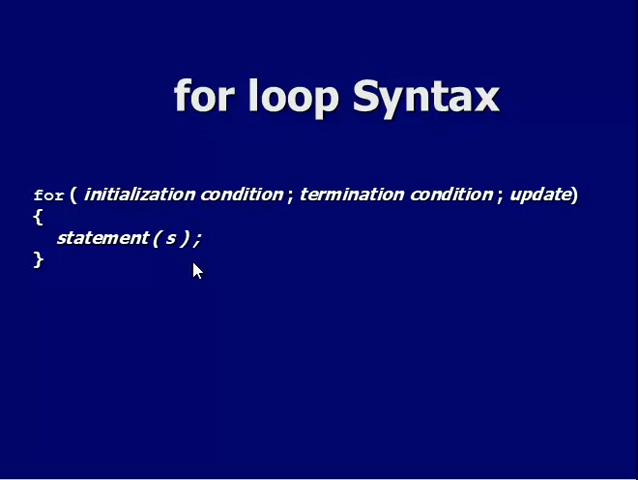 for loop Syntax
for ( initialization condition ; termination condition ; update)
{
statement ( s ) ;
}